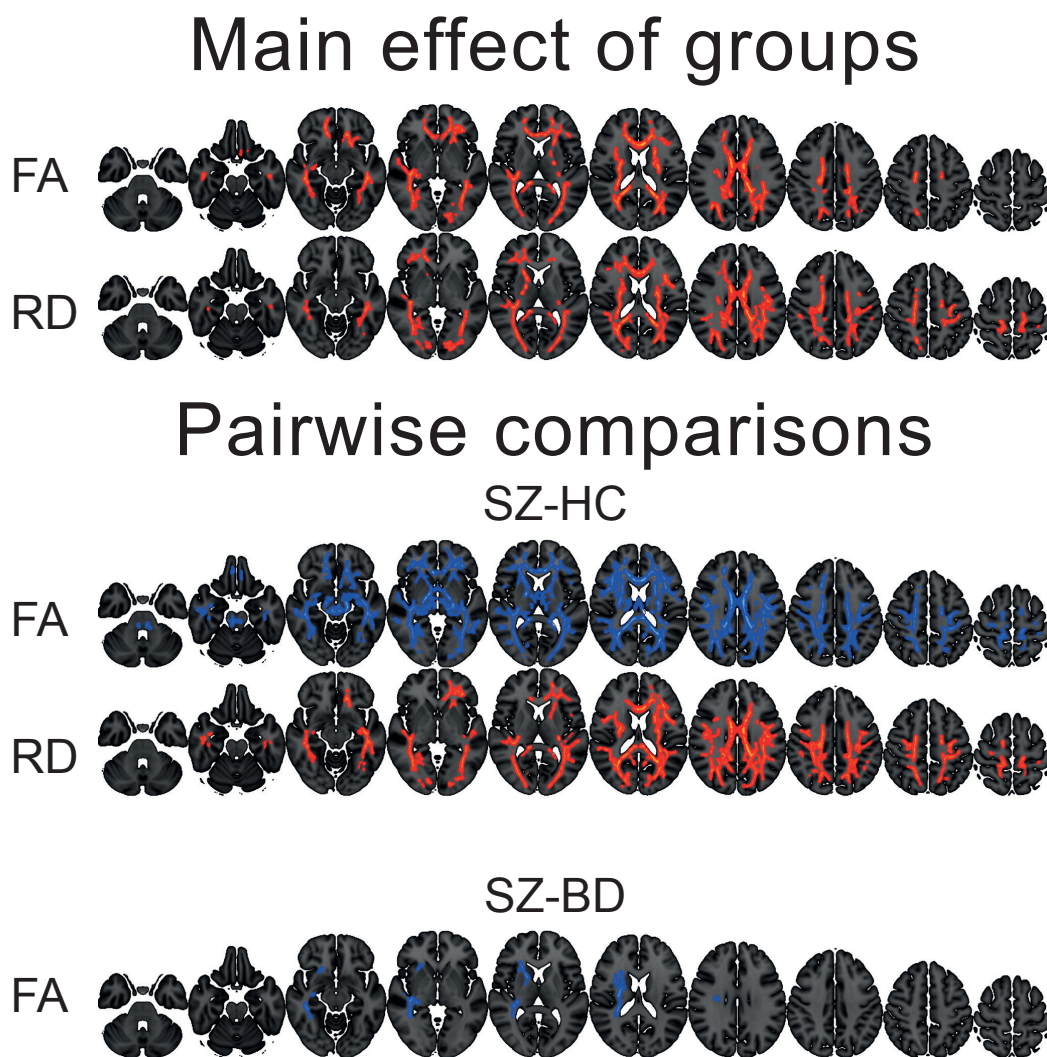 Main effect of groups
FA
RD
Pairwise comparisons
SZ-HC
FA
RD
SZ-BD
FA